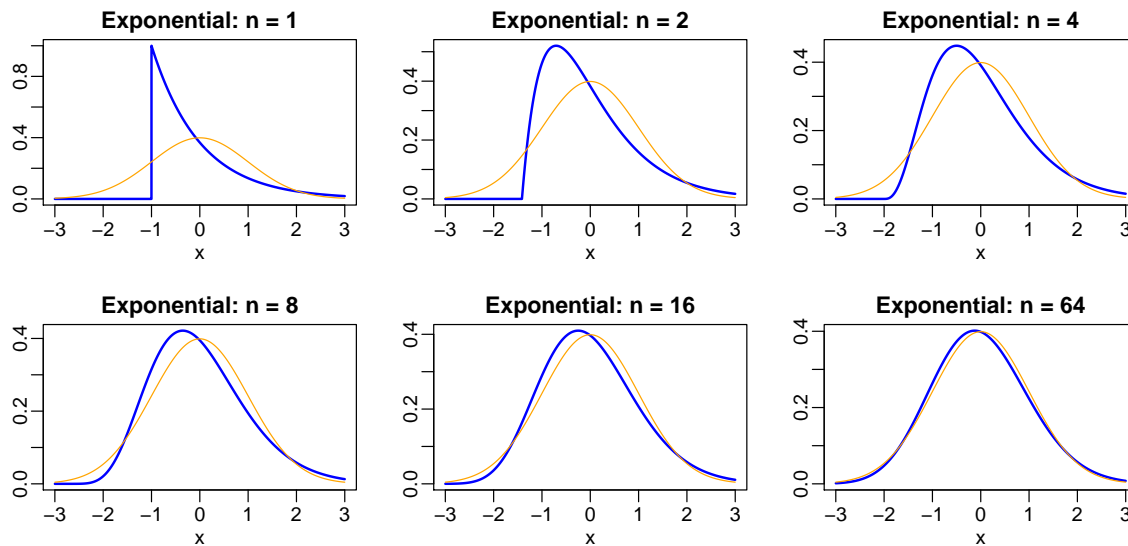 Exponential: n = 1
0.0 0.4 0.8
−3 −2 −1 0 1 2 3
x
Exponential: n = 2
0.0 0.2 0.4
−3 −2 −1 0 1 2 3
x
Exponential: n = 4
0.0 0.2 0.4
−3 −2 −1 0 1 2 3
x
Exponential: n = 8
0.0 0.2 0.4
−3 −2 −1 0 1 2 3
x
Exponential: n = 16
0.0 0.2 0.4
−3 −2 −1 0 1 2 3
x
Exponential: n = 64
0.0 0.2 0.4
−3 −2 −1 0 1 2 3
x